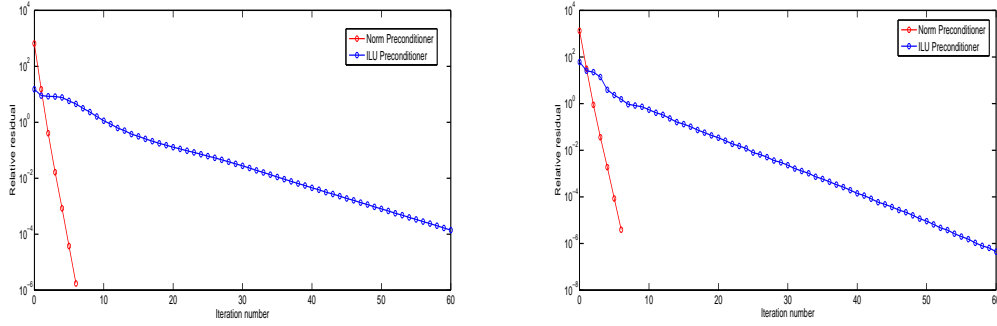 10^4
10^2
10^0
10^-2
10^-4
10^-6
Relative residual
0 10 20 30 40 50 60
Iteration number
Norm Preconditioner
ILU Preconditioner
10^4
10^2
10^0
10^-2
10^-4
10^-6
10^-8
Relative residual
0 10 20 30 40 50 60
Iteration number
Norm Preconditioner
ILU Preconditioner